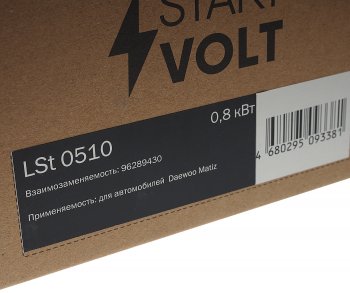 START
VOLT
LSt 0510
0,8 кВт
Взаимозаменяемость: 96289430
Применяемость: для автомобилей Daewoo Matiz
4 680295 093381